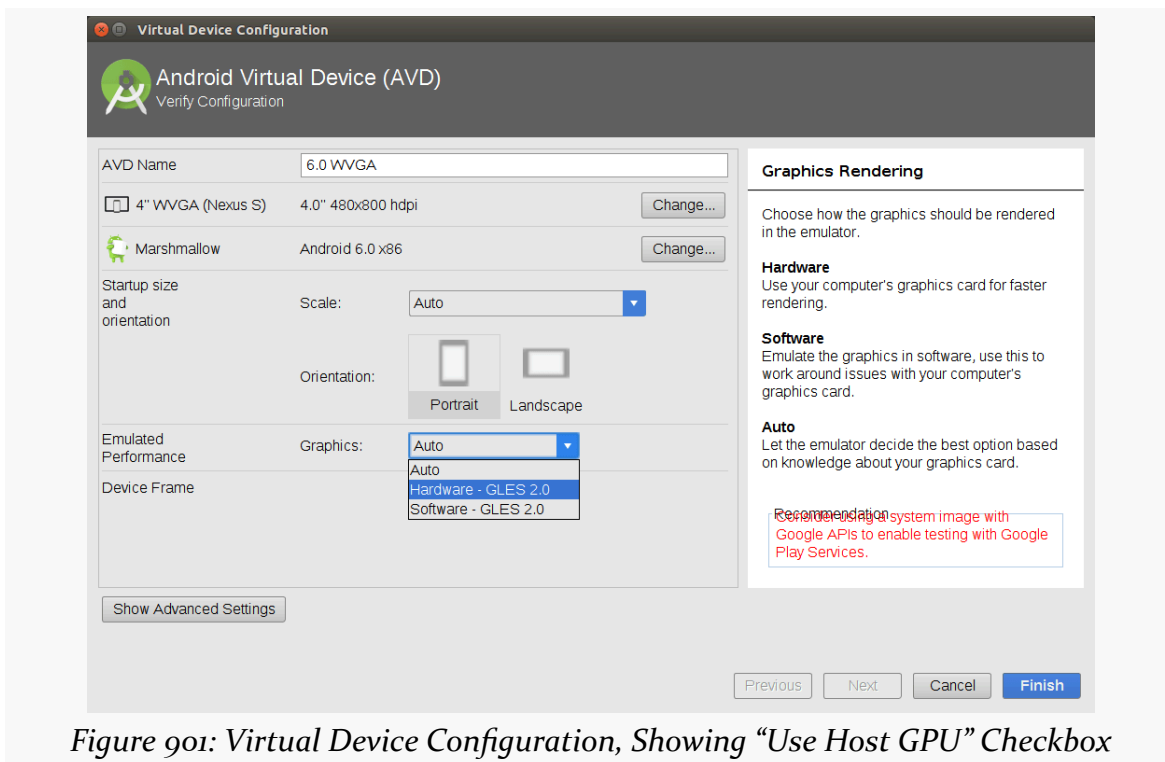 Virtual Device Configuration
Android Virtual Device (AVD)
Verify Configuration
AVD Name
6.0 WVGA
4" WVGA (Nexus S)
4.0" 480x800 hdpi
Change...
Marshmallow
Android 6.0 x86
Change...
Startup size
and
orientation
Scale:
Auto
Orientation:
Portrait
Landscape
Emulated
Performance
Graphics:
Auto
Auto
Hardware - GLES 2.0
Software - GLES 2.0
Device Frame
Show Advanced Settings
Graphics Rendering
Choose how the graphics should be rendered
in the emulator.
Hardware
Use your computer's graphics card for faster
rendering.
Software
Emulate the graphics in software, use this to
work around issues with your computer's
graphics card.
Auto
Let the emulator decide the best option based
on knowledge about your graphics card.
Recommendation
Consider using a system image with
Google APIs to enable testing with Google
Play Services.
Previous
Next
Cancel
Finish
Figure 901: Virtual Device Configuration, Showing “Use Host GPU” Checkbox